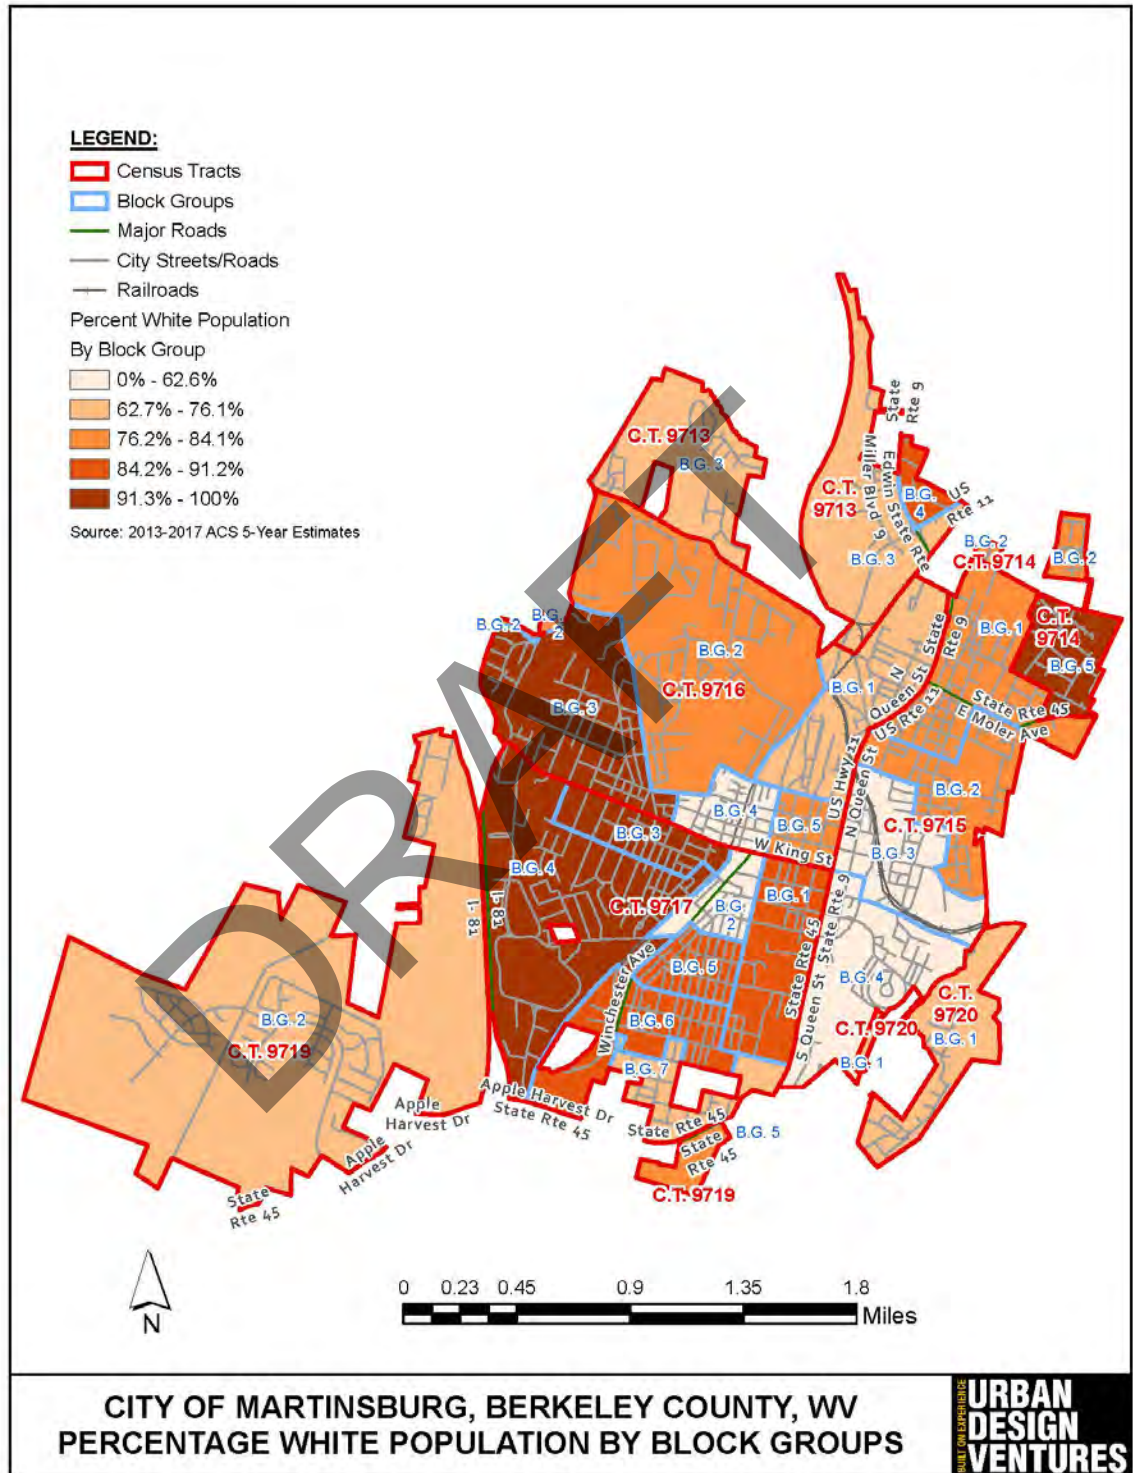 LEGEND:
Census Tracts
Block Groups
Major Roads
City Streets/Roads
Railroads
Percent White Population
By Block Group
0% - 62.6%
62.7% - 76.1%
76.2% - 84.1%
84.2% - 91.2%
91.3% - 100%
Source: 2013-2017 ACS 5-Year Estimates
DRAFT
State
Rte 9
C.T. 9713
B.G. 3
Miller Blvd
Edwin
State Rte
9
B.G.
4
US
Rte 11
C.T.
9713
B.G. 3
B.G. 2
C.T. 9714
B.G. 2
B.G. 2
B.G.
2
B.G. 2
C.T. 9716
B.G. 1
State
Rte 9
B.G. 1
C.T.
9714
B.G. 5
N
Queen St
US Rte 11
State Rte 45
E Moler Ave
B.G. 3
US Hwy 11
N Queen St
B.G. 2
B.G. 4
B.G. 5
C.T. 9715
B.G. 3
W King St
B.G. 3
B.G. 4
B.G. 1
C.T. 9717
B.G.
2
I- 81
I- 81
Winchester Ave
B.G. 5
State Rte 45
S Queen St
State Rte 9
B.G. 4
C.T.
9720
B.G. 2
C.T. 9719
B.G. 6
C.T. 9720
B.G. 1
B.G. 1
B.G. 7
Apple
Harvest Dr
Apple Harvest Dr
State Rte 45
State Rte 45
B.G. 5
Apple
Harvest Dr
State
Rte 45
State
Rte 45
C.T. 9719
N
0 0.23 0.45 0.9 1.35 1.8
Miles
CITY OF MARTINSBURG, BERKELEY COUNTY, WV
PERCENTAGE WHITE POPULATION BY BLOCK GROUPS
BUILT ON EXPERIENCE
URBAN
DESIGN
VENTURES